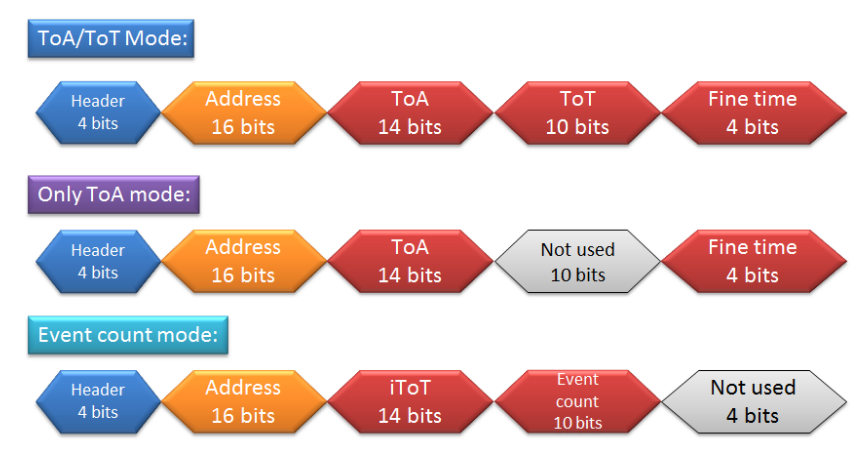 ToA/ToT Mode:
Header
4 bits
Address
16 bits
ToA
14 bits
ToT
10 bits
Fine time
4 bits
Only ToA mode:
Header
4 bits
Address
16 bits
ToA
14 bits
Not used
10 bits
Fine time
4 bits
Event count mode:
Header
4 bits
Address
16 bits
iToT
14 bits
Event
count
10 bits
Not used
4 bits